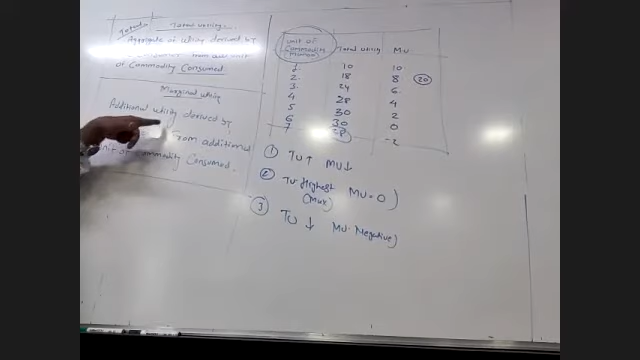 Total utility
Aggregate of utility derived by
from
of Commodity Consumed.
Marginal utility
Additional utility derived by
from additional
unit of Commodity Consumed.
unit of Commodity Total utility MU
1. 10 10
2. 18 8 20
3. 24 6
4 28 4
5 30 2
6 30 0
7 28 -2
① TU↑ MU↓
② TU Highest MU=0
(Max)
③ TU ↓ MU Negative